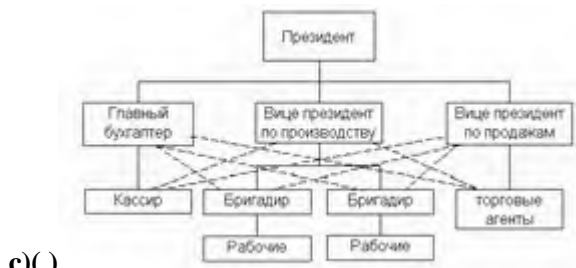 Президент
Главный
бухгалтер
Вице президент
по производству
Вице президент
по продажам
Кассир
Бригадир
Бригадир
торговые
агенты
Рабочие
Рабочие
c)( )